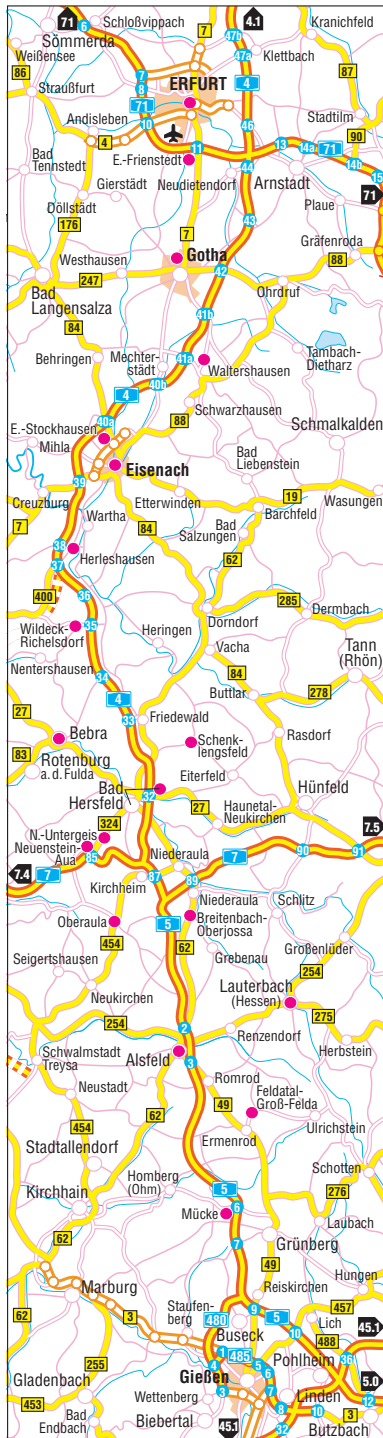 71
6
Schloßvippach
7
4.1
Kranichfeld
Sömmerda
47b
Weißensee
47a
Klettbach
86
7
4
87
8
ERFURT
Straußfurt
71
Stadtilm
Andisleben
10
46
90
4
13
14a
71
E.-Frienstedt
11
14b
Bad
Tennstedt
44
15
Gierstädt
Neudietendorf
Arnstadt
71
Döllstädt
Plaue
176
43
7
Gräfenroda
Westhausen
Gotha
88
247
42
Bad
Langensalza
Ohrdruf
84
41b
Behringen
Mechter-
städt
41a
Waltershausen
Tambach-
Dietharz
40b
4
Schwarzhausen
88
40a
E.-Stockhausen
Schmalkalden
Mihla
Eisenach
Bad
Liebenstein
39
Etterwinden
19
Creuzburg
Wasungen
Wartha
Barchfeld
7
84
Bad
Salzungen
38
Herleshausen
62
37
400
36
285
Dorndorf
Dermbach
35
Wildeck-
Richelsdorf
Heringen
Vacha
Tann
(Rhön)
Nentershausen
34
84
278
4
Buttlar
27
33
Friedewald
Bebra
Schenk-
lengsfeld
Rasdorf
83
Rotenburg
a. d. Fulda
Eiterfeld
Bad
Hersfeld
32
Hünfeld
27
Haunetal-
Neukirchen
324
N.-Untergeis
7.5
Neuenstein-
Aua
7
90
91
85
Niederaula
7.4
7
87
89
Kirchheim
Niederaula
Schlitz
5
Breitenbach-
Oberjossa
Oberaula
454
62
Großenlüder
Grebenau
254
Seigertshausen
Lauterbach
(Hessen)
Neukirchen
275
254
2
Renzendorf
Herbstein
Schwalmstadt
Treysa
Alsfeld
3
Romrod
Feldatal-
Groß-Felda
Neustadt
62
49
454
Ulrichstein
Ermenrod
Stadtallendorf
Schotten
Homberg
(Ohm)
5
276
Kirchhain
6
Mücke
Laubach
62
7
Grünberg
49
Hungen
Marburg
Reiskirchen
Staufen-
berg
9
457
62
3
480
5
Lich
Buseck
10
45.1
488
1
485
5
255
4
Pohlheim
36
Gladenbach
Gießen
6
5.0
3
7
Wettenberg
Linden
12
453
8
10
3
Bad
Endbach
Biebertal
45.1
32
Butzbach